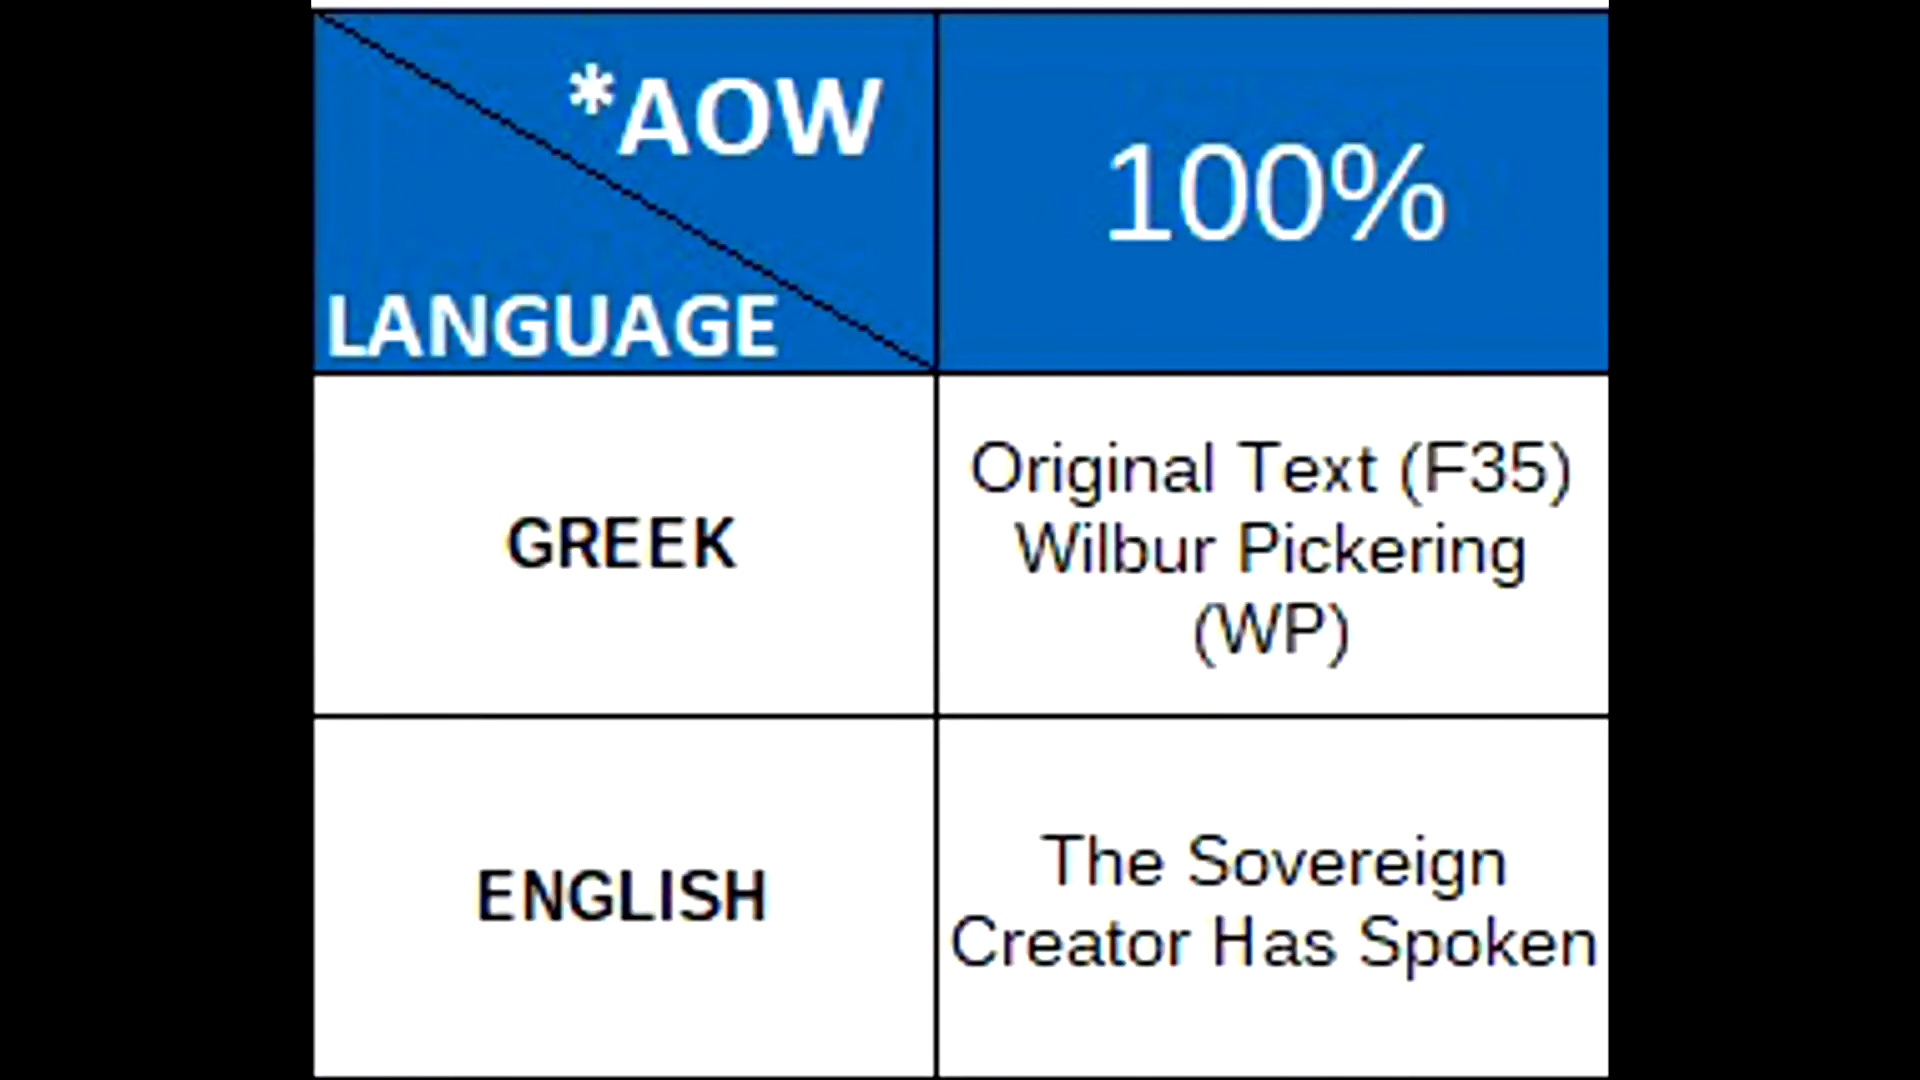 *AOW
100%
LANGUAGE
GREEK
Original Text (F35)
Wilbur Pickering
(WP)
ENGLISH
The Sovereign
Creator Has Spoken